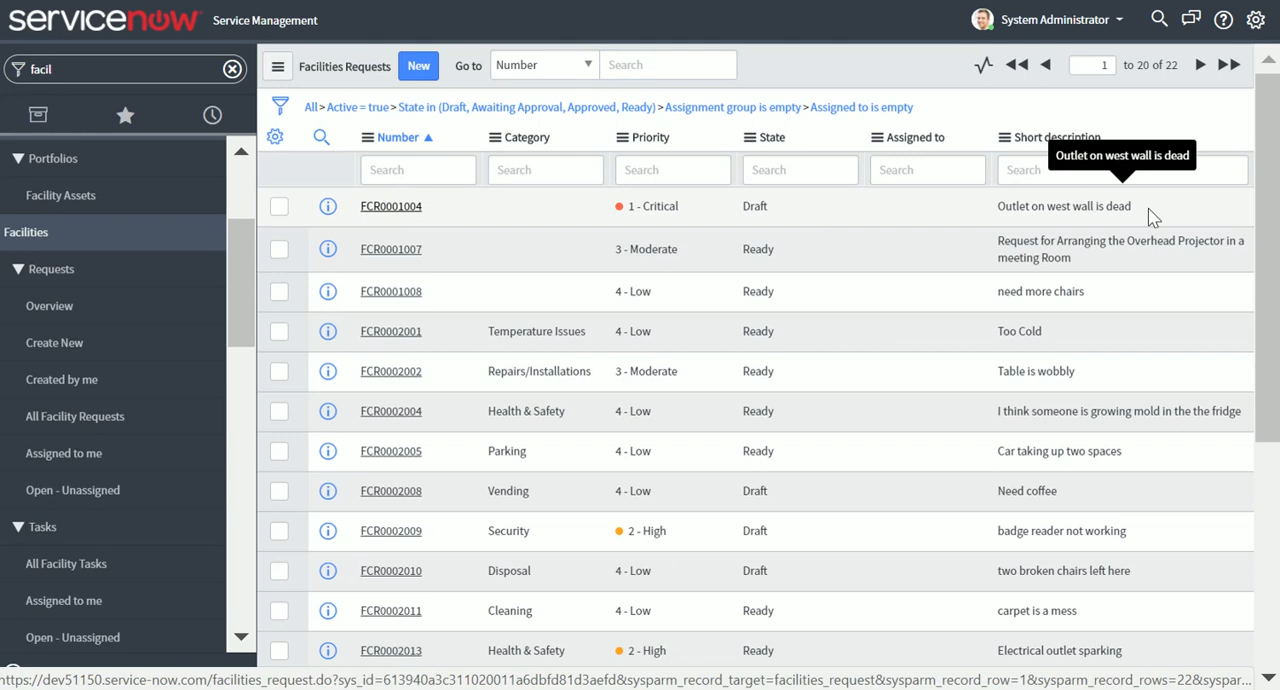 servicenow Service Management
System Administrator
facil
Portfolios
Facility Assets
Facilities
Requests
Overview
Create New
Created by me
All Facility Requests
Assigned to me
Open - Unassigned
Tasks
All Facility Tasks
Assigned to me
Open - Unassigned
Facilities Requests New Go to Number Search 1 to 20 of 22
All > Active = true > State in (Draft, Awaiting Approval, Approved, Ready) > Assignment group is empty > Assigned to is empty
Number Category Priority State Assigned to Short description
Outlet on west wall is dead
Search Search Search Search Search Search
FCR0001004 1 - Critical Draft Outlet on west wall is dead
FCR0001007 3 - Moderate Ready Request for Arranging the Overhead Projector in a
meeting Room
FCR0001008 4 - Low Ready need more chairs
FCR0002001 Temperature Issues 4 - Low Ready Too Cold
FCR0002002 Repairs/Installations 3 - Moderate Ready Table is wobbly
FCR0002004 Health & Safety 4 - Low Ready I think someone is growing mold in the the fridge
FCR0002005 Parking 4 - Low Ready Car taking up two spaces
FCR0002008 Vending 4 - Low Draft Need coffee
FCR0002009 Security 2 - High Draft badge reader not working
FCR0002010 Disposal 4 - Low Draft two broken chairs left here
FCR0002011 Cleaning 4 - Low Ready carpet is a mess
FCR0002013 Health & Safety 2 - High Ready Electrical outlet sparking
https://dev51150.service-now.com/facilities_request.do?sys_id=613940a3c311020011a6dbfd81d3aefd&sysparm_record_target=facilities_request&sysparm_record_row=1&sysparm_record_rows=22&syspar...